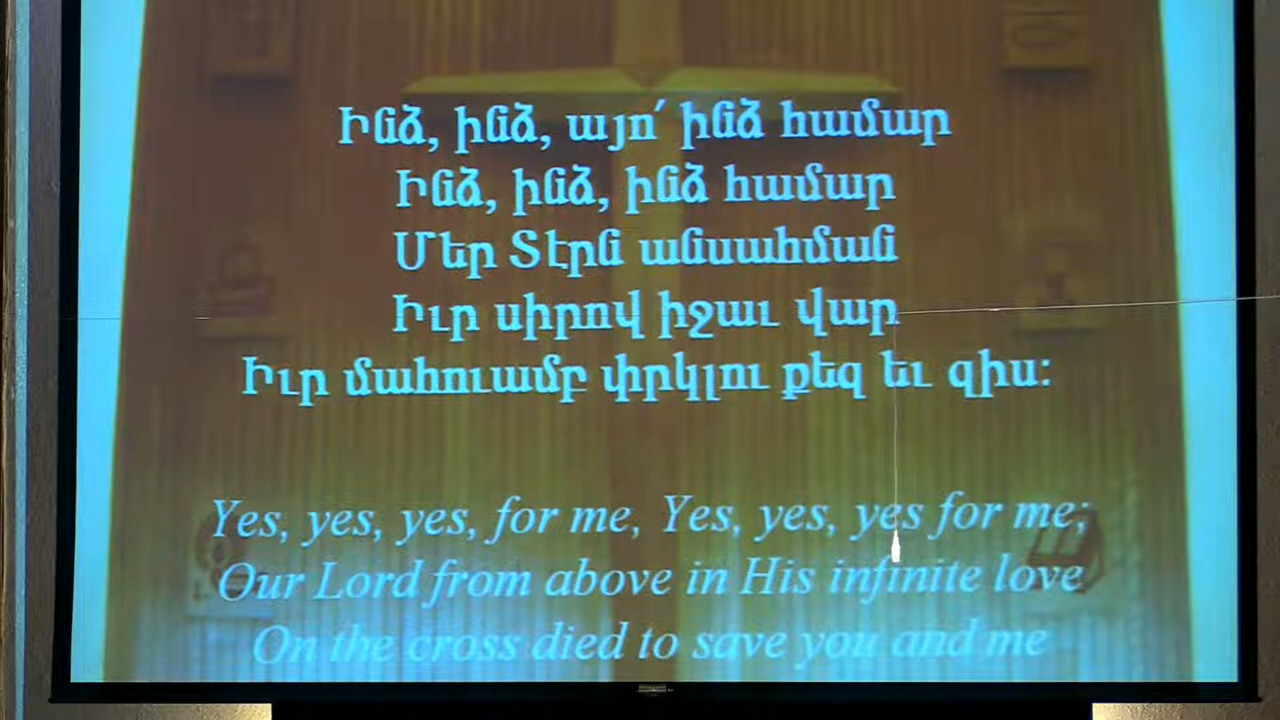 Ինձ, ինձ, այո՛ ինձ համար
Ինձ, ինձ, ինձ համար
Մեր Տէրն անսահման
Իւր սիրով իջաւ վար
Իւր մահուամբ փրկլու քեզ եւ զիս։
Yes, yes, yes, for me, Yes, yes, yes for me;
Our Lord from above in His infinite love
On the cross died to save you and me